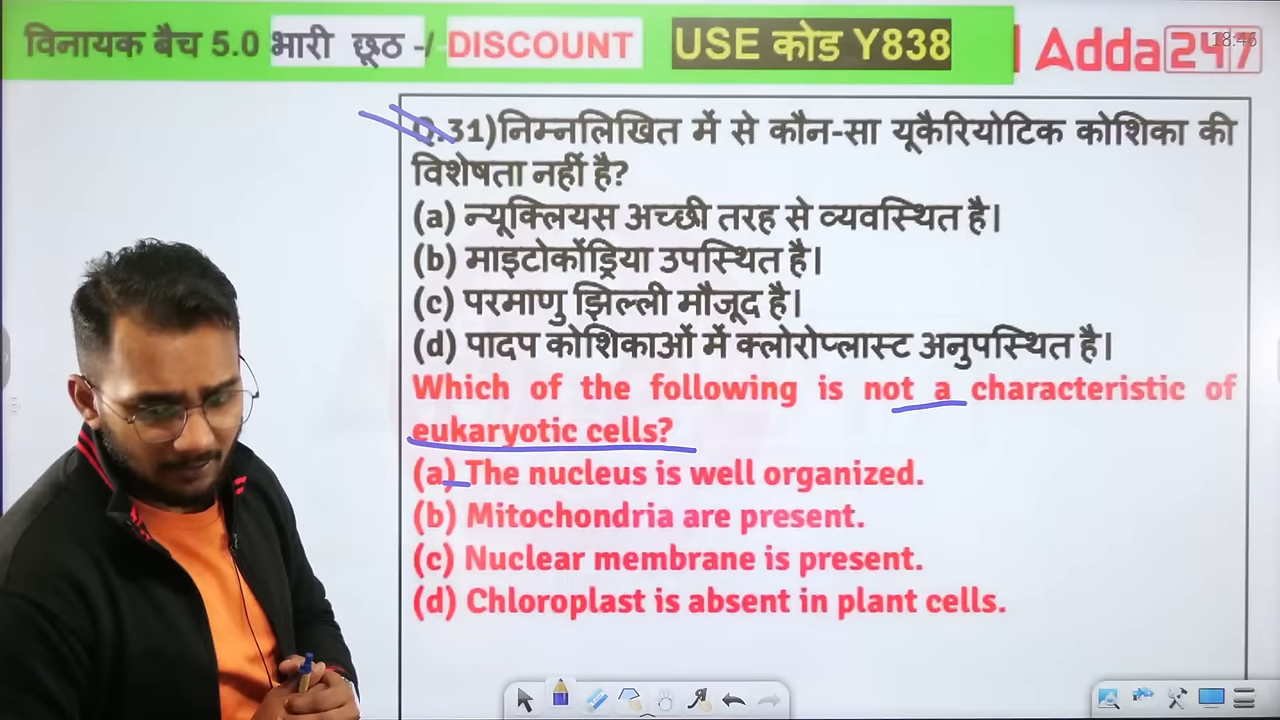 विनायक बैच 5.0 भारी छूठ -/ DISCOUNT USE कोड Y838 Adda247 18:46
Q.31)निम्नलिखित में से कौन-सा यूकैरियोटिक कोशिका की
विशेषता नहीं है?
(a) न्यूक्लियस अच्छी तरह से व्यवस्थित है।
(b) माइटोकोंड्रिया उपस्थित है।
(c) परमाणु झिल्ली मौजूद है।
(d) पादप कोशिकाओं में क्लोरोप्लास्ट अनुपस्थित है।
Which of the following is not a characteristic of
eukaryotic cells?
(a) The nucleus is well organized.
(b) Mitochondria are present.
(c) Nuclear membrane is present.
(d) Chloroplast is absent in plant cells.